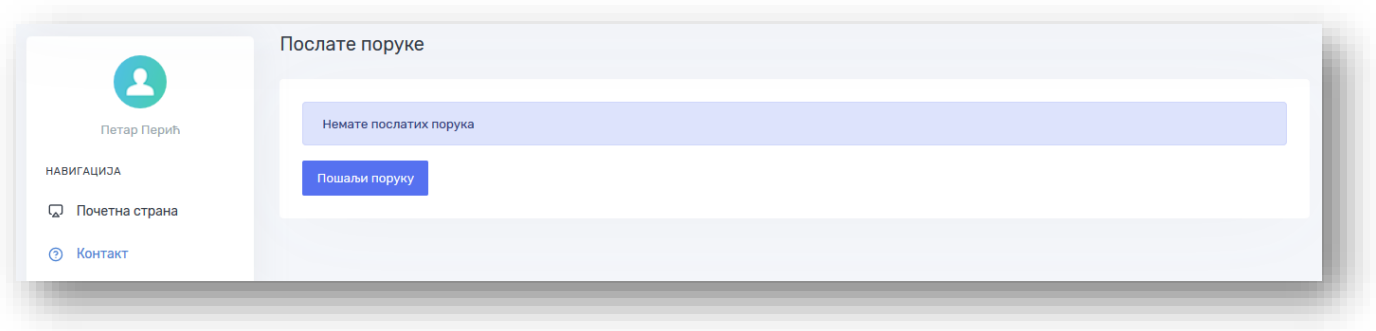 Послате поруке
Петар Перић
НАВИГАЦИЈА
Почетна страна
Контакт
Немате послатих порука
Пошаљи поруку